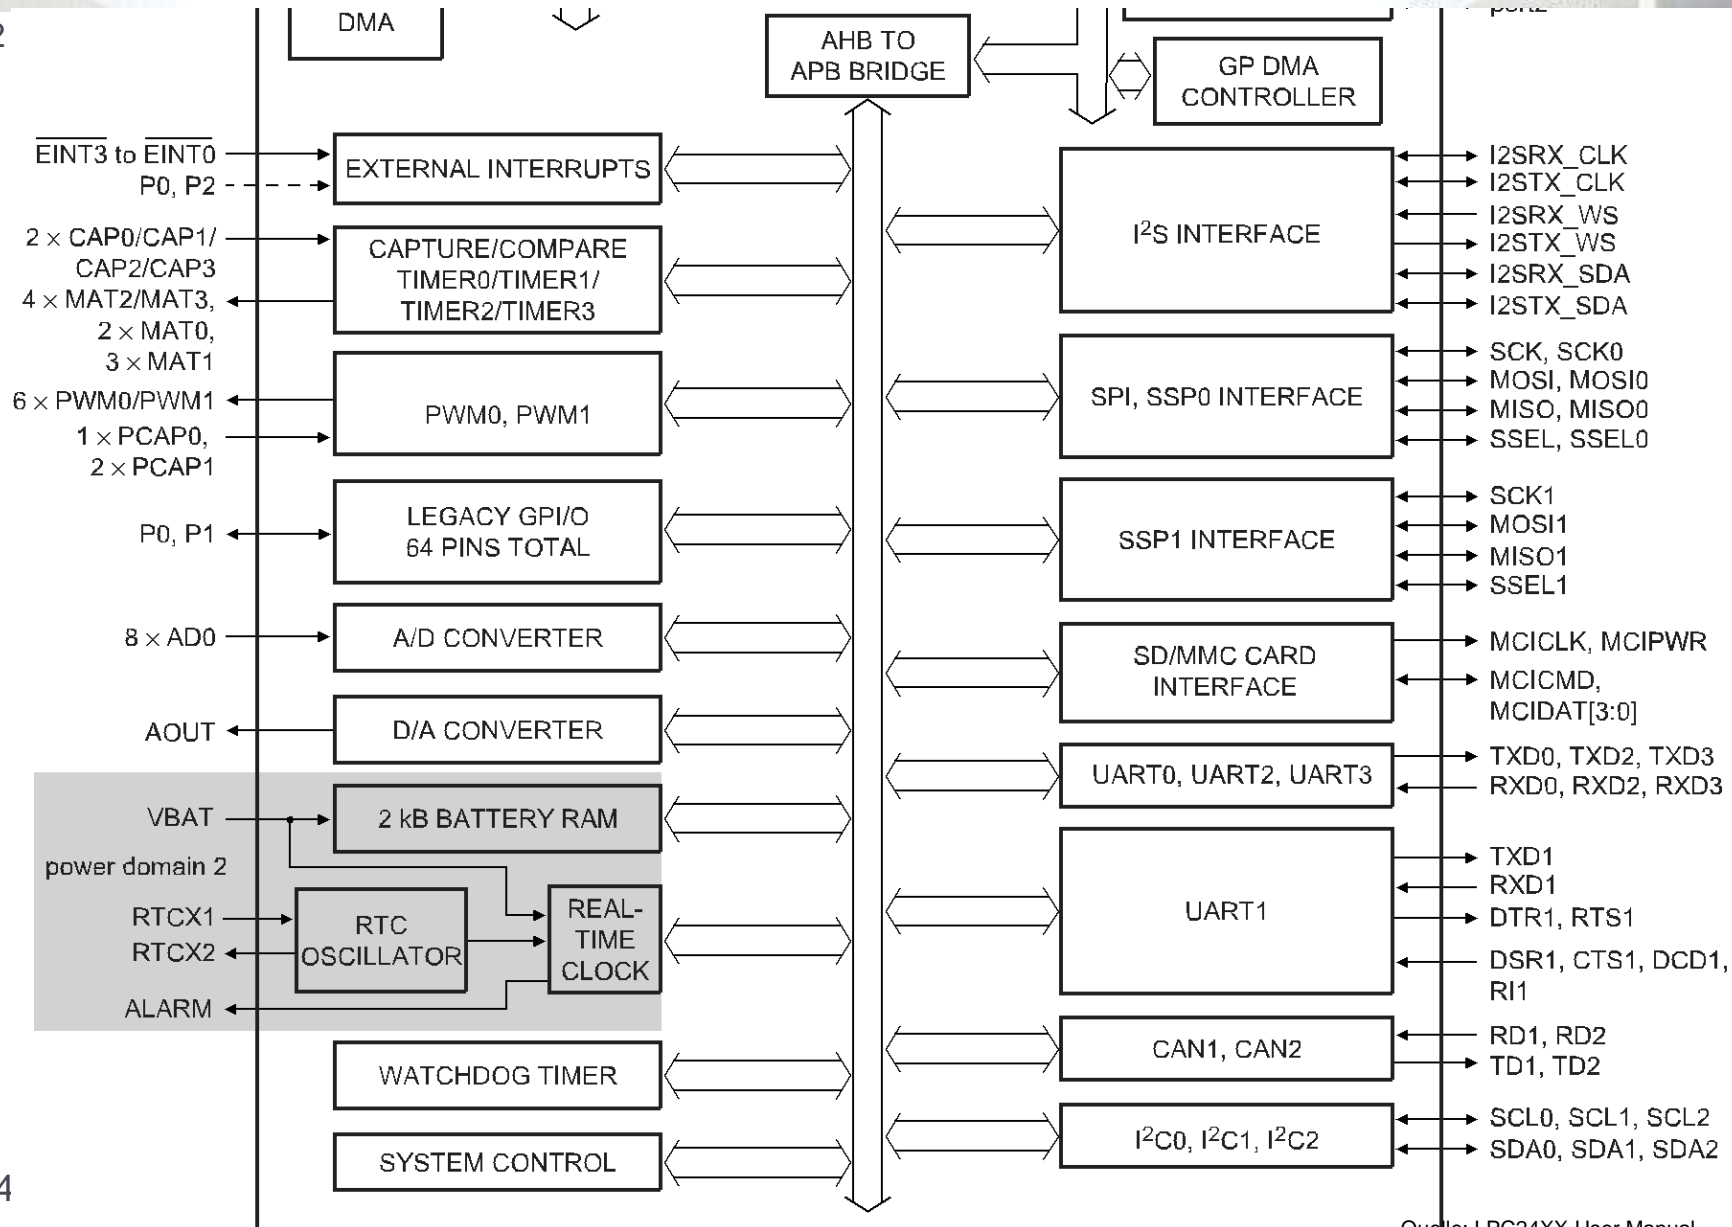 2
DMA
AHB TO
APB BRIDGE
GP DMA
CONTROLLER
EINT3 to EINT0
P0, P2
EXTERNAL INTERRUPTS
2 × CAP0/CAP1/
CAP2/CAP3
4 × MAT2/MAT3,
2 × MAT0,
3 × MAT1
CAPTURE/COMPARE
TIMER0/TIMER1/
TIMER2/TIMER3
6 × PWM0/PWM1
1 × PCAP0,
2 × PCAP1
PWM0, PWM1
P0, P1
LEGACY GPI/O
64 PINS TOTAL
8 × AD0
A/D CONVERTER
AOUT
D/A CONVERTER
VBAT
2 kB BATTERY RAM
power domain 2
RTCX1
RTCX2
RTC
OSCILLATOR
REAL-
TIME
CLOCK
ALARM
WATCHDOG TIMER
SYSTEM CONTROL
I²S INTERFACE
I2SRX_CLK
I2STX_CLK
I2SRX_WS
I2STX_WS
I2SRX_SDA
I2STX_SDA
SPI, SSP0 INTERFACE
SCK, SCK0
MOSI, MOSI0
MISO, MISO0
SSEL, SSEL0
SSP1 INTERFACE
SCK1
MOSI1
MISO1
SSEL1
SD/MMC CARD
INTERFACE
MCICLK, MCIPWR
MCICMD,
MCIDAT[3:0]
UART0, UART2, UART3
TXD0, TXD2, TXD3
RXD0, RXD2, RXD3
UART1
TXD1
RXD1
DTR1, RTS1
DSR1, CTS1, DCD1,
RI1
CAN1, CAN2
RD1, RD2
TD1, TD2
I²C0, I²C1, I²C2
SCL0, SCL1, SCL2
SDA0, SDA1, SDA2
4
Quelle: LPC24XX User Manual